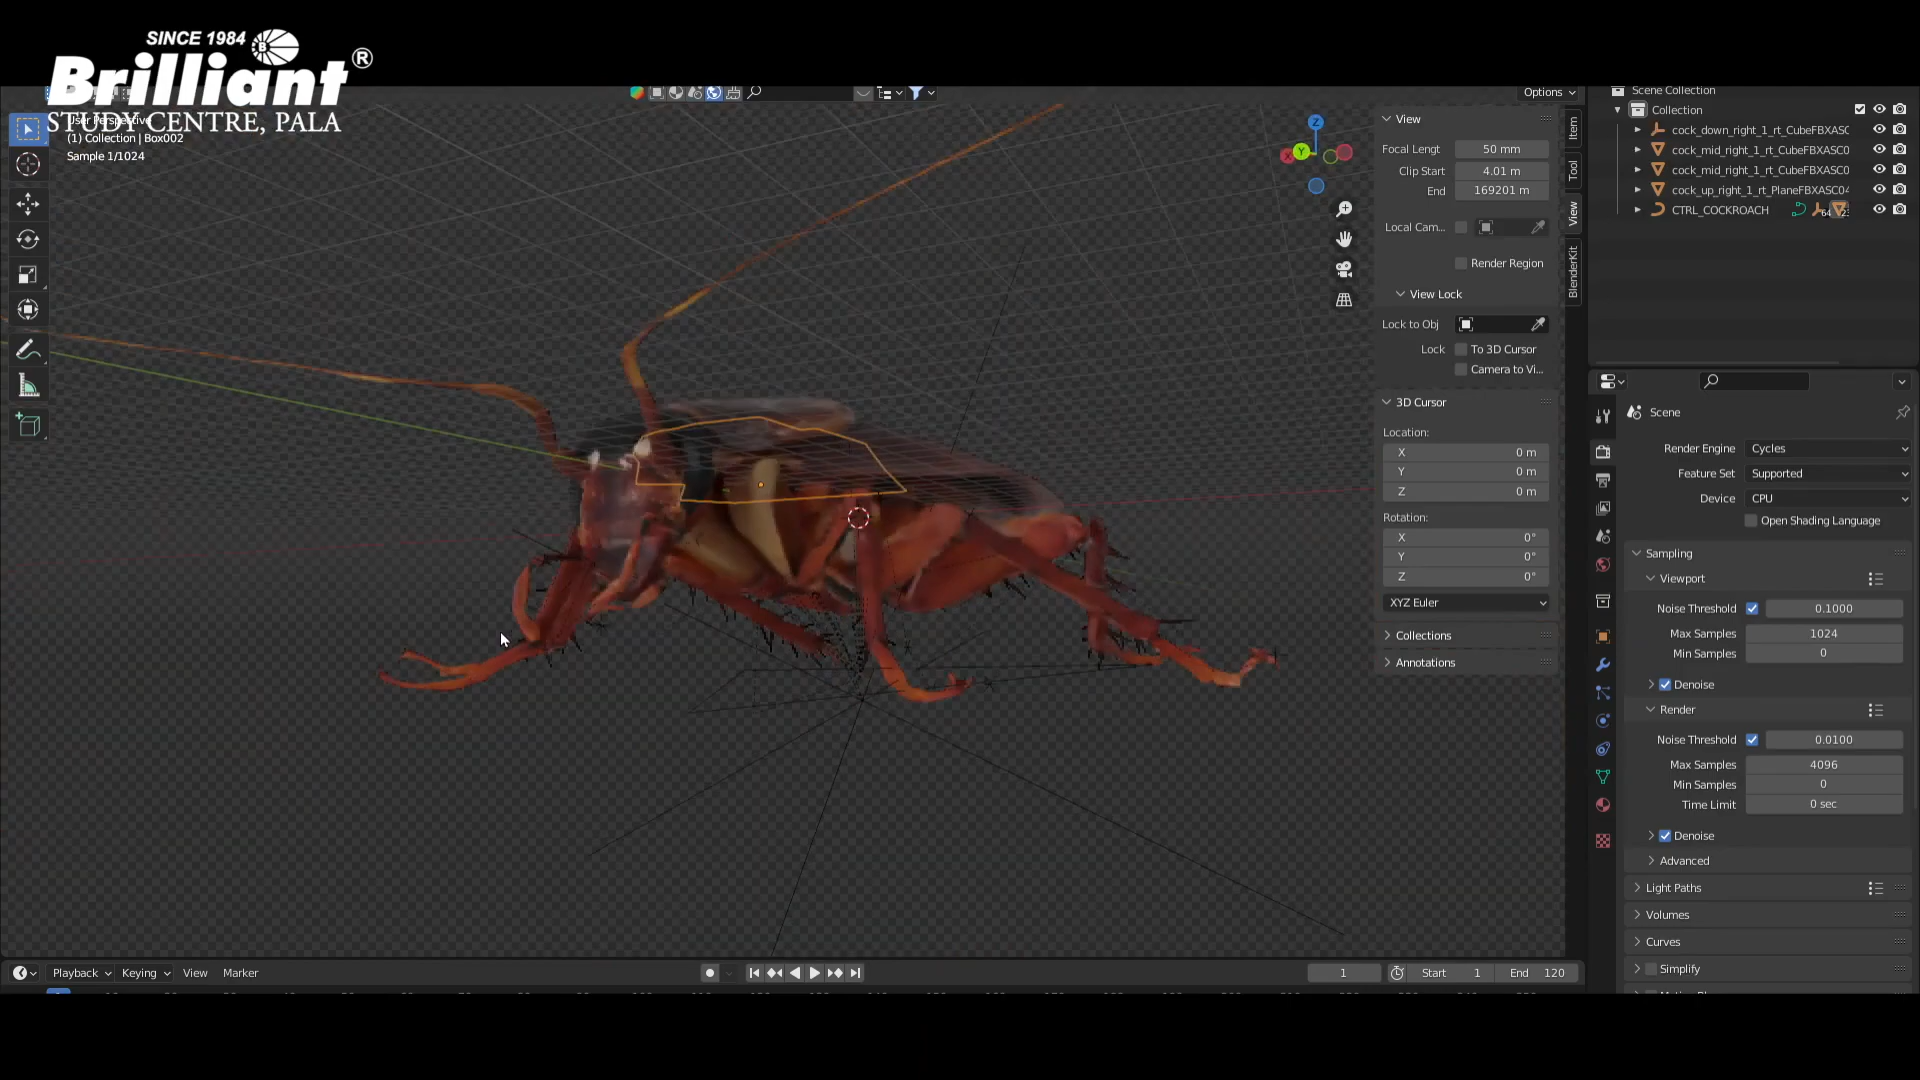 SINCE 1984
Brilliant®
STUDY CENTRE, PALA
User Perspective
(1) Collection | Box002
Sample 1/1024
Options
View
Focal Lengt 50 mm
Clip Start 4.01 m
End 169201 m
Local Cam...
Render Region
View Lock
Lock to Obj
Lock To 3D Cursor
Camera to Vi...
3D Cursor
Location:
X 0 m
Y 0 m
Z 0 m
Rotation:
X 0°
Y 0°
Z 0°
XYZ Euler
Collections
Annotations
Item
Tool
View
BlenderKit
Z
Y
X
Scene Collection
Collection
cock_down_right_1_rt_CubeFBXASC
cock_mid_right_1_rt_CubeFBXASC0
cock_mid_right_1_rt_CubeFBXASC0
cock_up_right_1_rt_PlaneFBXASC04
CTRL_COCKROACH 64
Scene
Render Engine Cycles
Feature Set Supported
Device CPU
Open Shading Language
Sampling
Viewport
Noise Threshold 0.1000
Max Samples 1024
Min Samples 0
Denoise
Render
Noise Threshold 0.0100
Max Samples 4096
Min Samples 0
Time Limit 0 sec
Denoise
Advanced
Light Paths
Volumes
Curves
Simplify
Playback Keying View Marker
1 Start 1 End 120